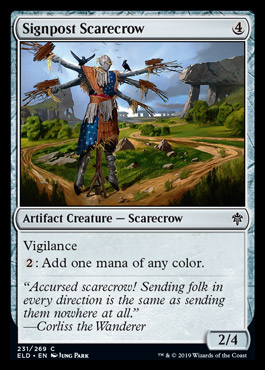 Signpost Scarecrow 4
Artifact Creature — Scarecrow
Vigilance
2: Add one mana of any color.
“Accursed scarecrow! Sending folk in
every direction is the same as sending
them nowhere at all.”
—Corliss the Wanderer
2/4
231/269 C
ELD • EN Jung Park
™ & © 2019 Wizards of the Coast